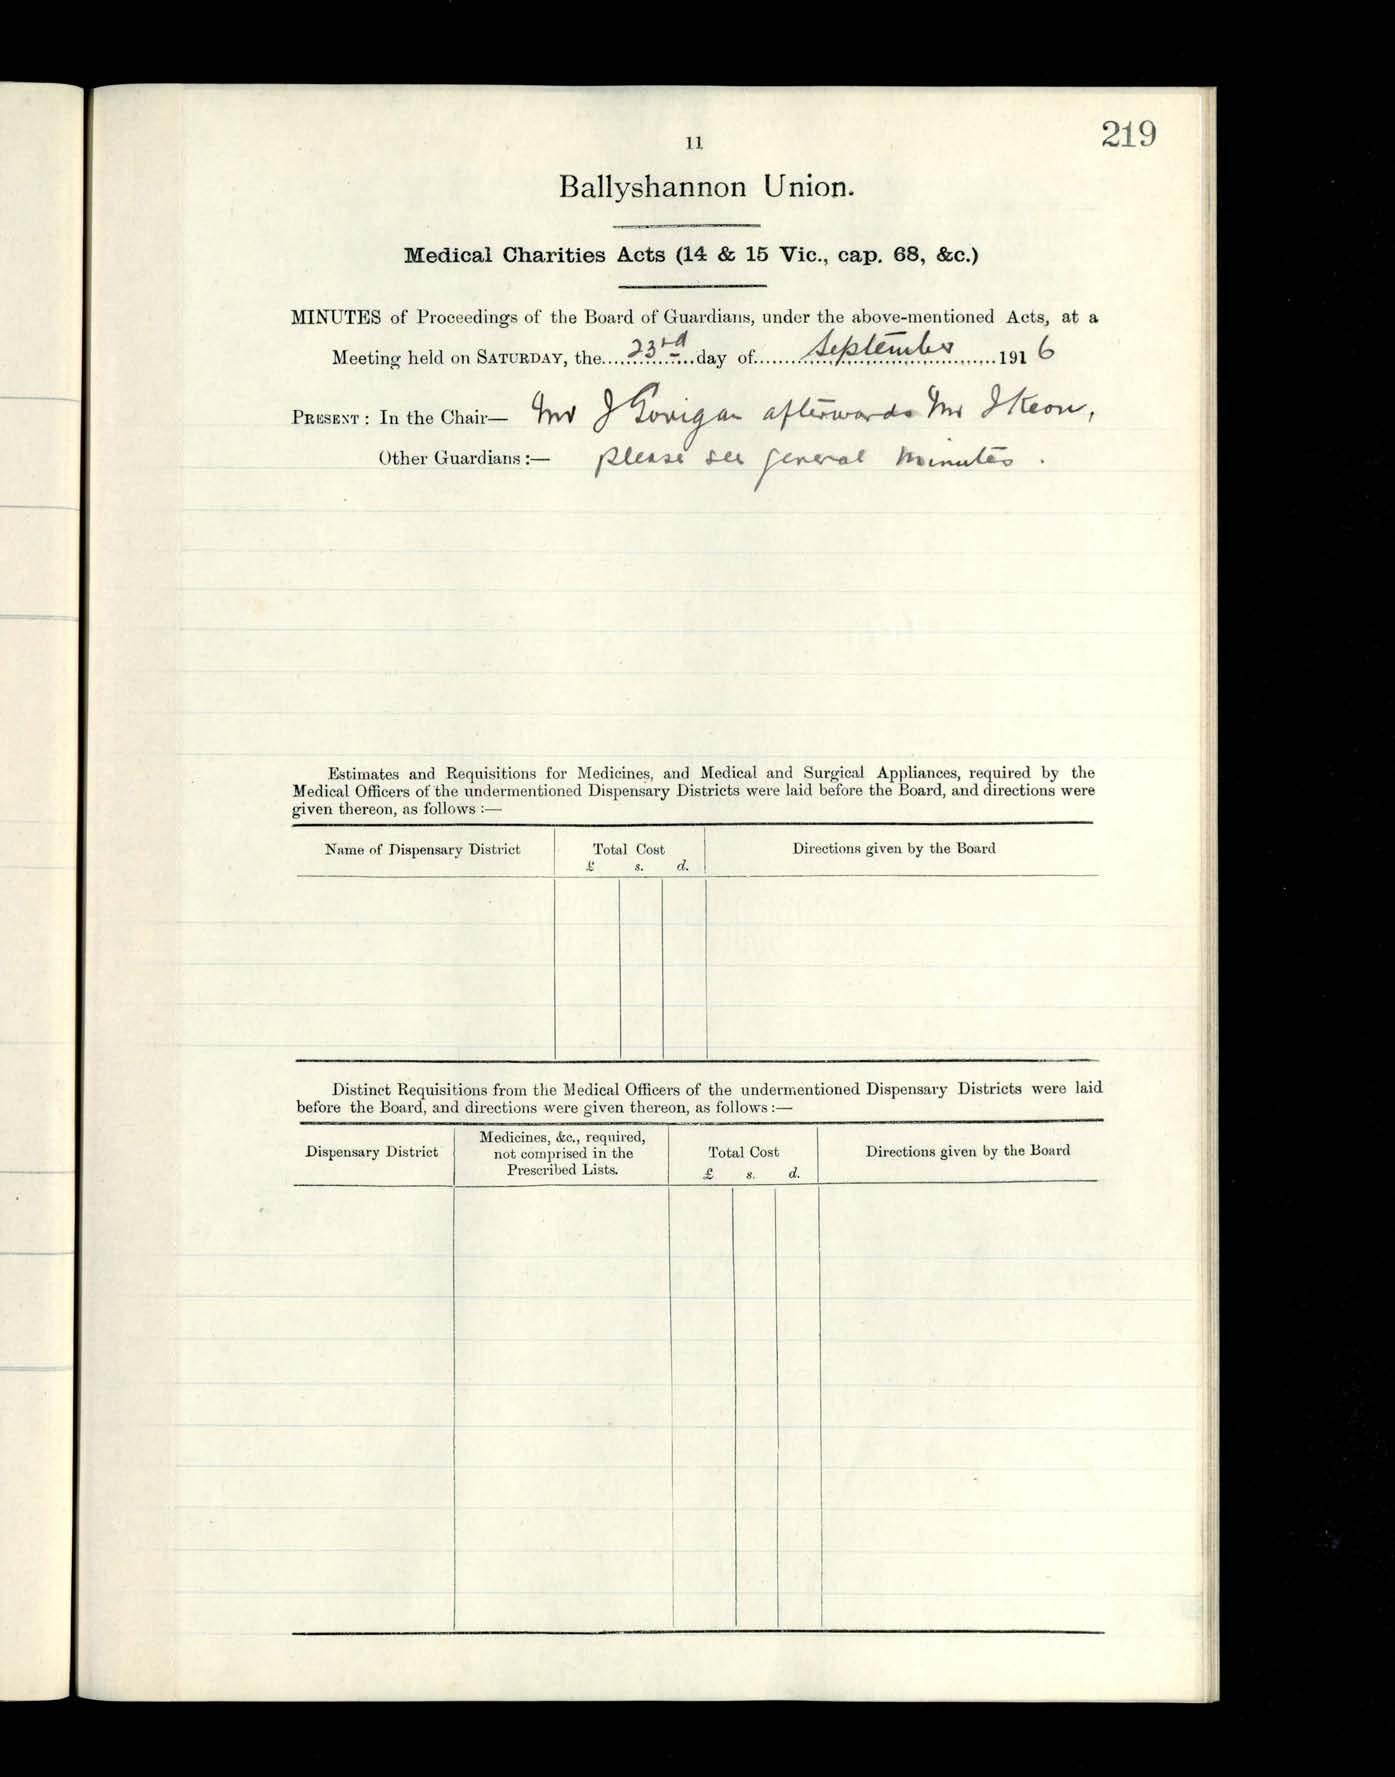 219
11
Ballyshannon Union.
Medical Charities Acts (14 & 15 Vic., cap. 68, &c.)
MINUTES of Proceedings of the Board of Guardians, under the above-mentioned Acts, at a
Meeting held on SATURDAY, the 23rd day of September 1916
PRESENT: In the Chair— Mr J Gorigan afterwards Mr J Keon,
Other Guardians:— please see general minutes.
Estimates and Requisitions for Medicines, and Medical and Surgical Appliances, required by the
Medical Officers of the undermentioned Dispensary Districts were laid before the Board, and directions were
given thereon, as follows:—
Name of Dispensary District Total Cost Directions given by the Board
£ s. d.
Distinct Requisitions from the Medical Officers of the undermentioned Dispensary Districts were laid
before the Board, and directions were given thereon, as follows:—
Dispensary District Medicines, &c., required, not comprised in the Prescribed Lists. Total Cost Directions given by the Board
£ s. d.